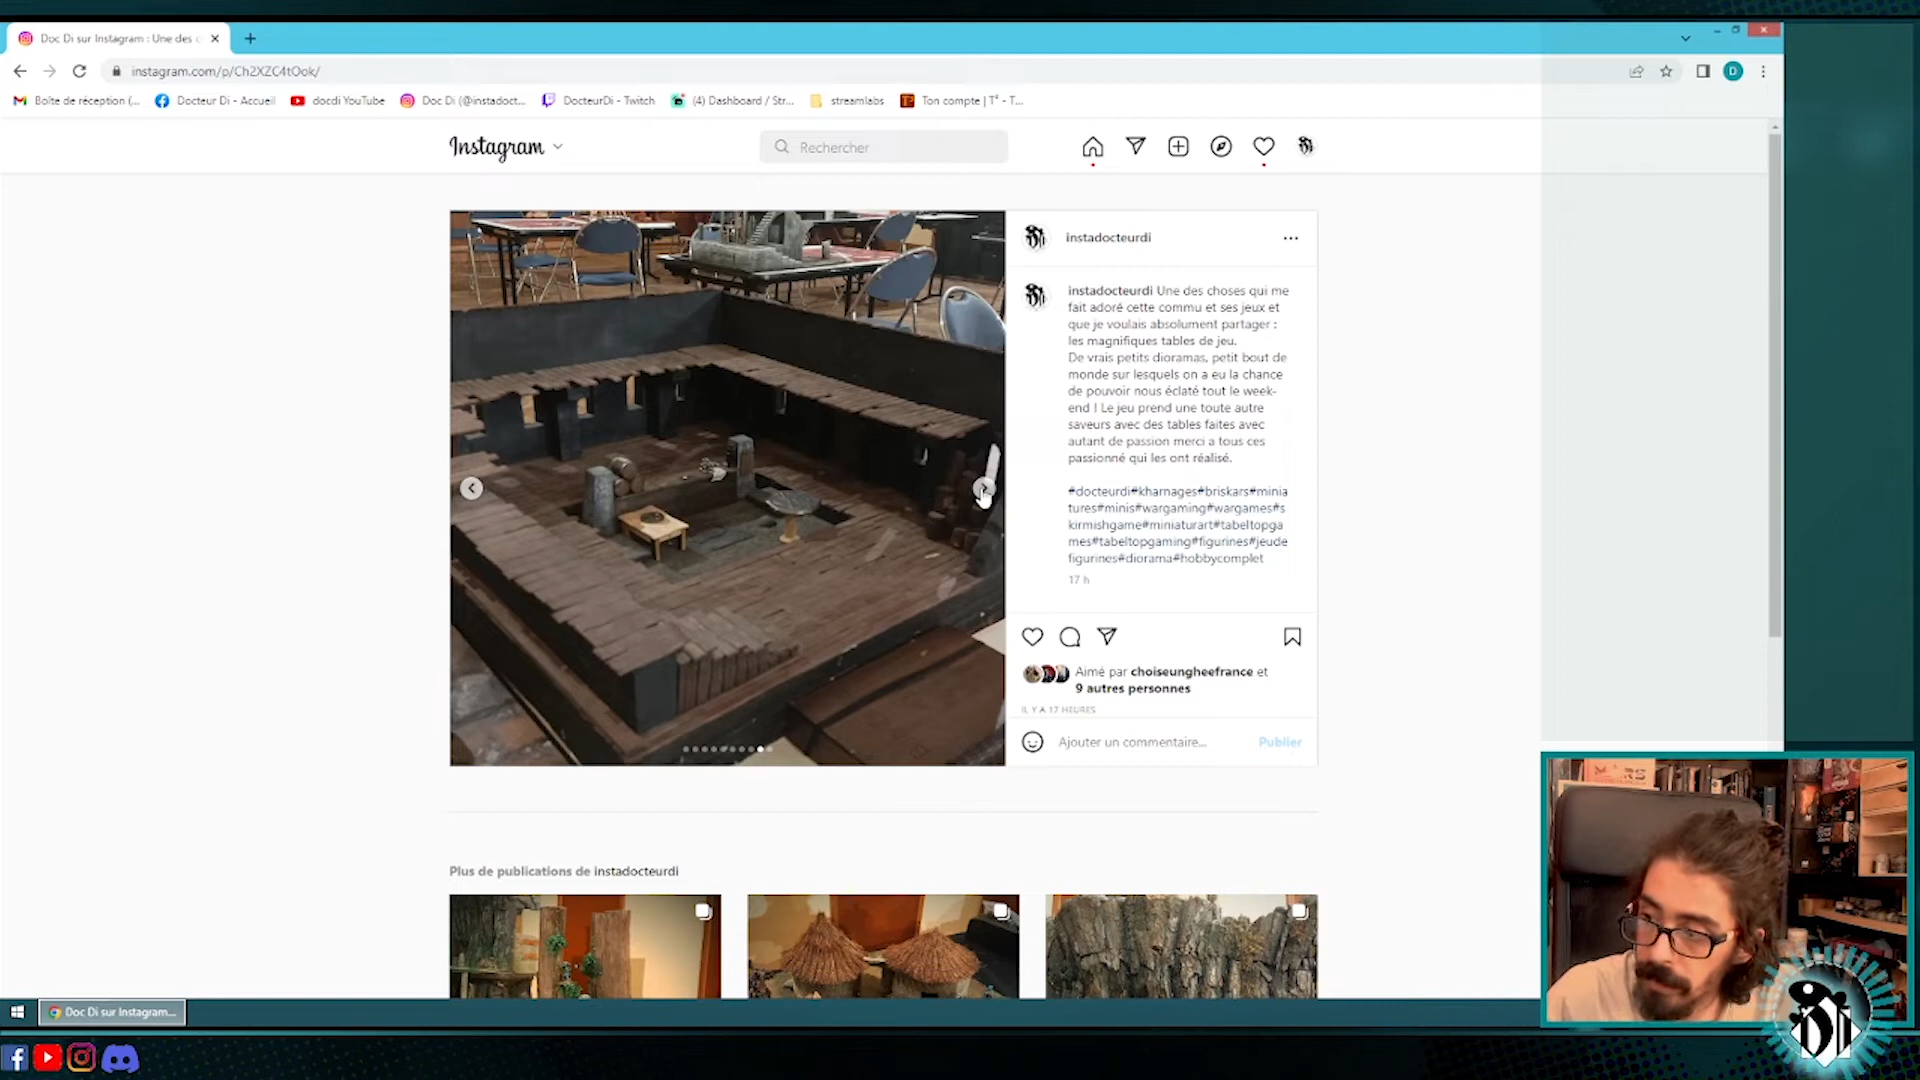 Doc Di sur Instagram : Une des c
instagram.com/p/Ch2XZC4tOok/
D
Boîte de réception (...
Docteur Di - Accueil
docdi YouTube
Doc Di (@instadoct...
DocteurDi - Twitch
(4) Dashboard / Str...
streamlabs
Ton compte | T² - T...
Instagram
Rechercher
instadocteurdi
instadocteurdi Une des choses qui me
fait adoré cette commu et ses jeux et
que je voulais absolument partager :
les magnifiques tables de jeu.
De vrais petits dioramas, petit bout de
monde sur lesquels on a eu la chance
de pouvoir nous éclaté tout le week-
end ! Le jeu prend une toute autre
saveurs avec des tables faites avec
autant de passion merci a tous ces
passionné qui les ont réalisé.
#docteurdi#kharnages#briskars#minia
tures#minis#wargaming#wargames#s
kirmishgame#miniaturart#tabeltopga
mes#tabeltopgaming#figurines#jeude
figurines#diorama#hobbycomplet
17 h
Aimé par choiseungheefrance et
9 autres personnes
IL Y A 17 HEURES
Ajouter un commentaire...
Publier
Plus de publications de instadocteurdi
Doc Di sur Instagram...